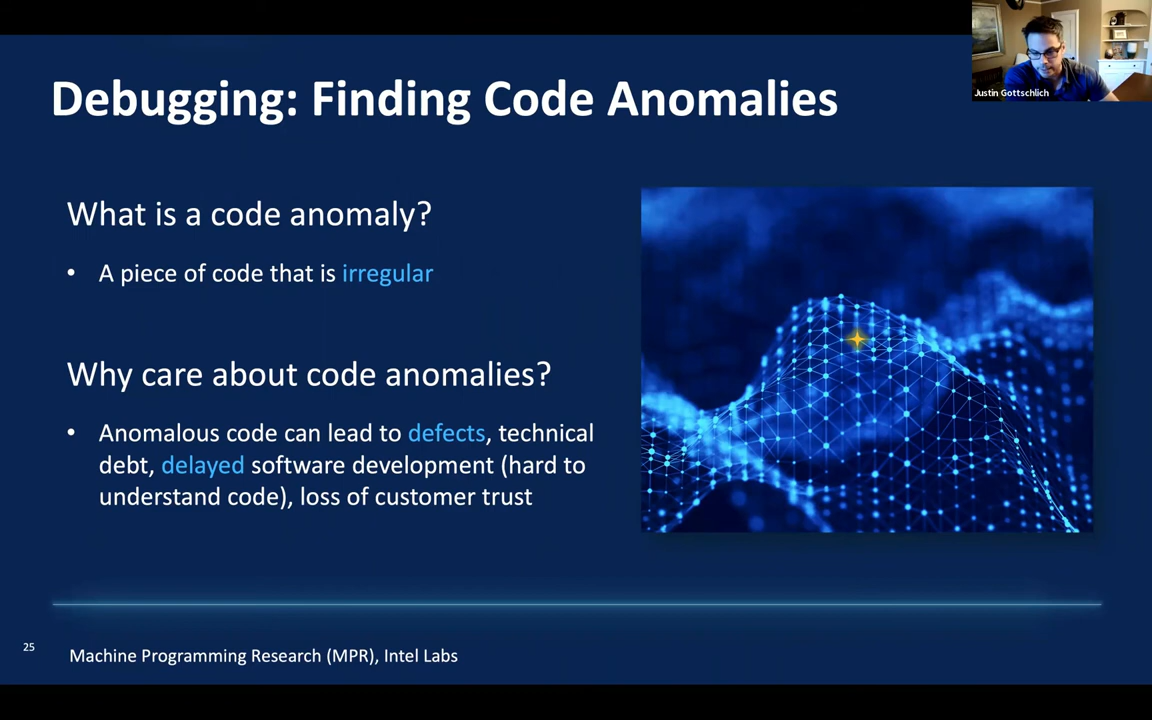 Debugging: Finding Code Anomalies
Justin Gottschlich
What is a code anomaly?
• A piece of code that is irregular
Why care about code anomalies?
• Anomalous code can lead to defects, technical
debt, delayed software development (hard to
understand code), loss of customer trust
25
Machine Programming Research (MPR), Intel Labs